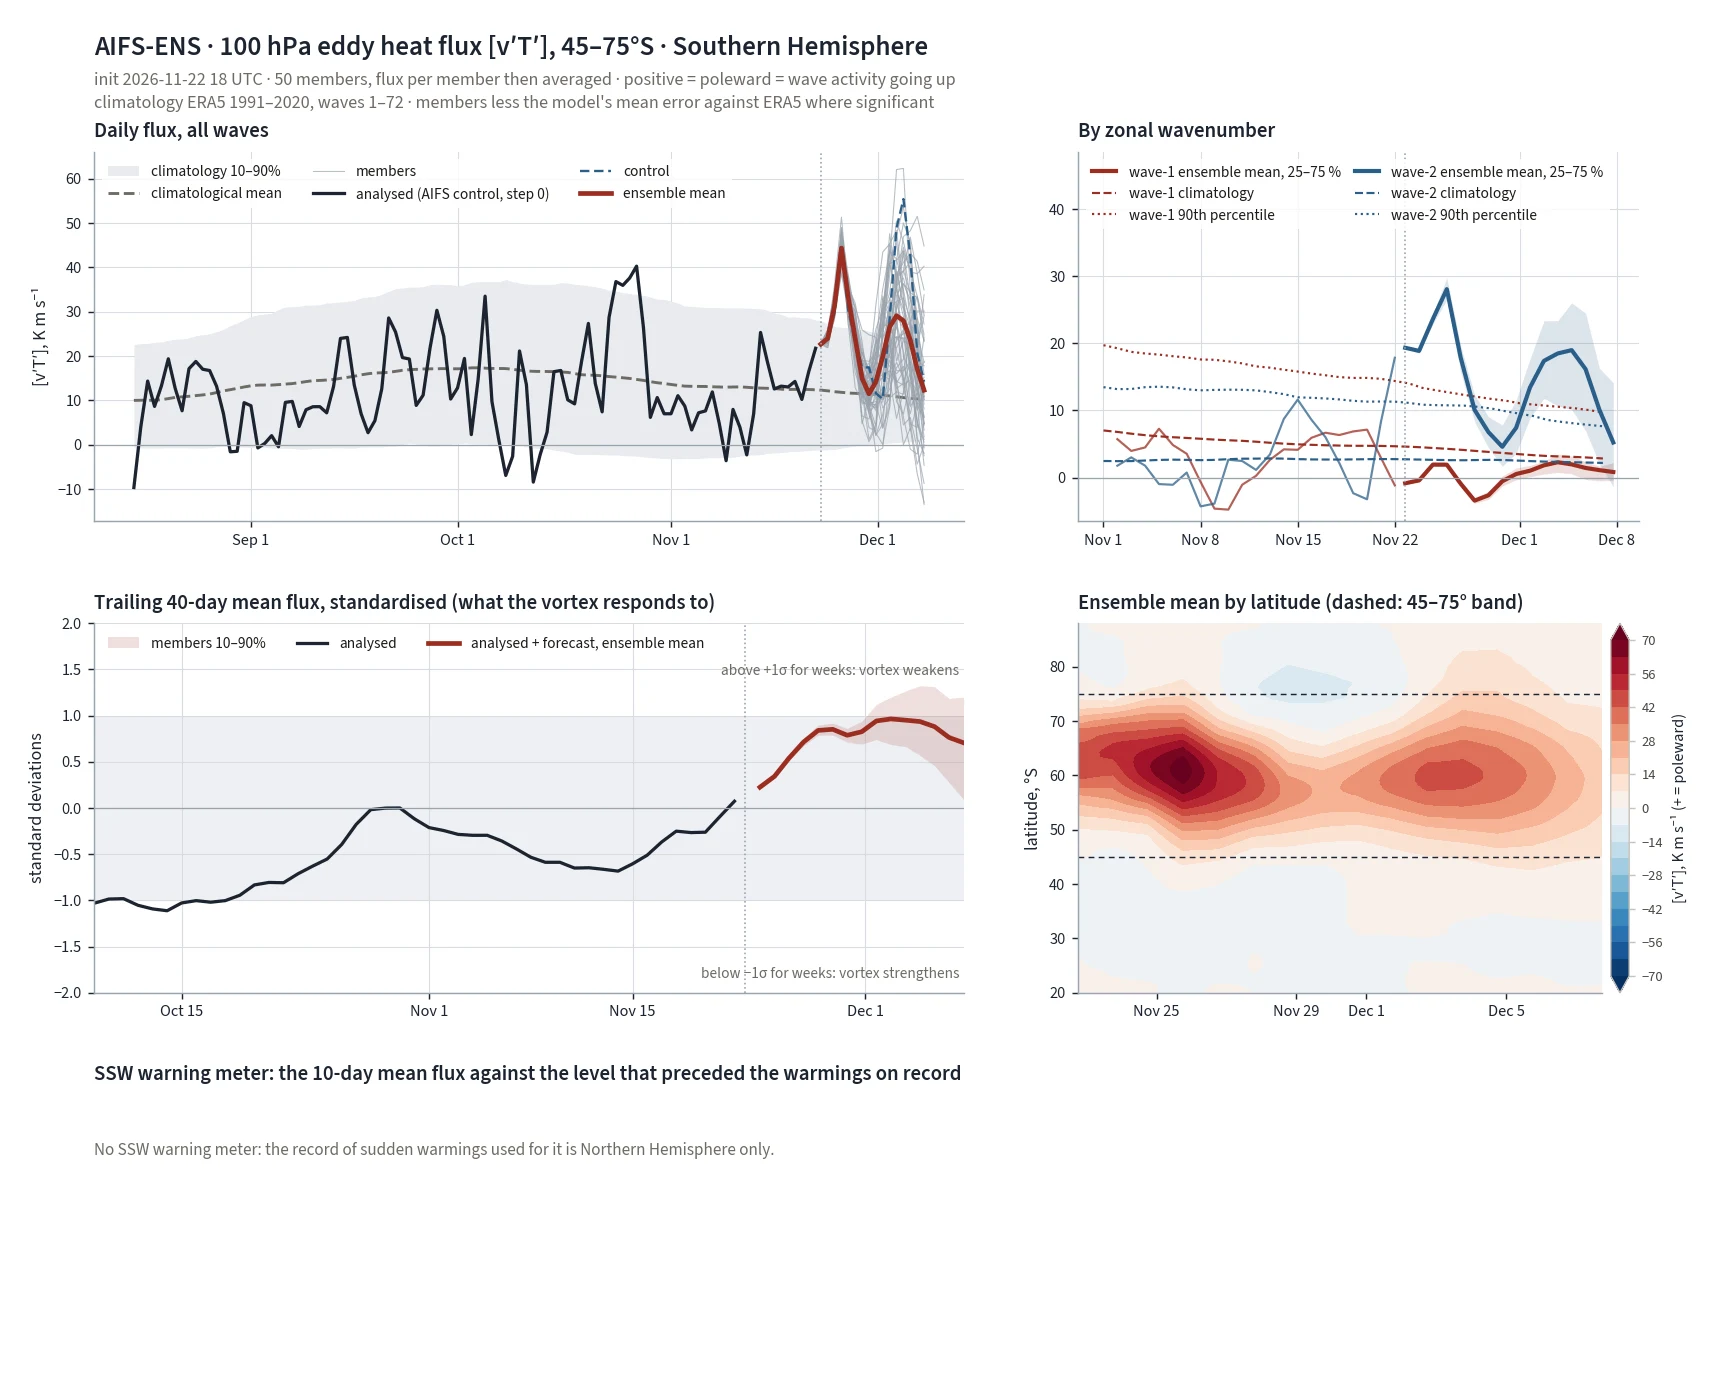 AIFS-ENS · 100 hPa eddy heat flux [v′T′], 45–75°S · Southern Hemisphere
init 2026-11-22 18 UTC · 50 members, flux per member then averaged · positive = poleward = wave activity going up
climatology ERA5 1991–2020, waves 1–72 · members less the model's mean error against ERA5 where significant
Daily flux, all waves
climatology 10–90%
members
control
climatological mean
analysed (AIFS control, step 0)
ensemble mean
[v′T′], K m s⁻¹
60
50
40
30
20
10
0
−10
Sep 1
Oct 1
Nov 1
Dec 1
By zonal wavenumber
wave-1 ensemble mean, 25–75 %
wave-2 ensemble mean, 25–75 %
wave-1 climatology
wave-2 climatology
wave-1 90th percentile
wave-2 90th percentile
40
30
20
10
0
Nov 1
Nov 8
Nov 15
Nov 22
Dec 1
Dec 8
Trailing 40-day mean flux, standardised (what the vortex responds to)
members 10–90%
analysed
analysed + forecast, ensemble mean
above +1σ for weeks: vortex weakens
below −1σ for weeks: vortex strengthens
standard deviations
2.0
1.5
1.0
0.5
0.0
−0.5
−1.0
−1.5
−2.0
Oct 15
Nov 1
Nov 15
Dec 1
Ensemble mean by latitude (dashed: 45–75° band)
latitude, °S
80
70
60
50
40
30
20
Nov 25
Nov 29
Dec 1
Dec 5
70
56
42
28
14
0
−14
−28
−42
−56
−70
[v′T′], K m s⁻¹ (+ = poleward)
SSW warning meter: the 10-day mean flux against the level that preceded the warmings on record
No SSW warning meter: the record of sudden warmings used for it is Northern Hemisphere only.